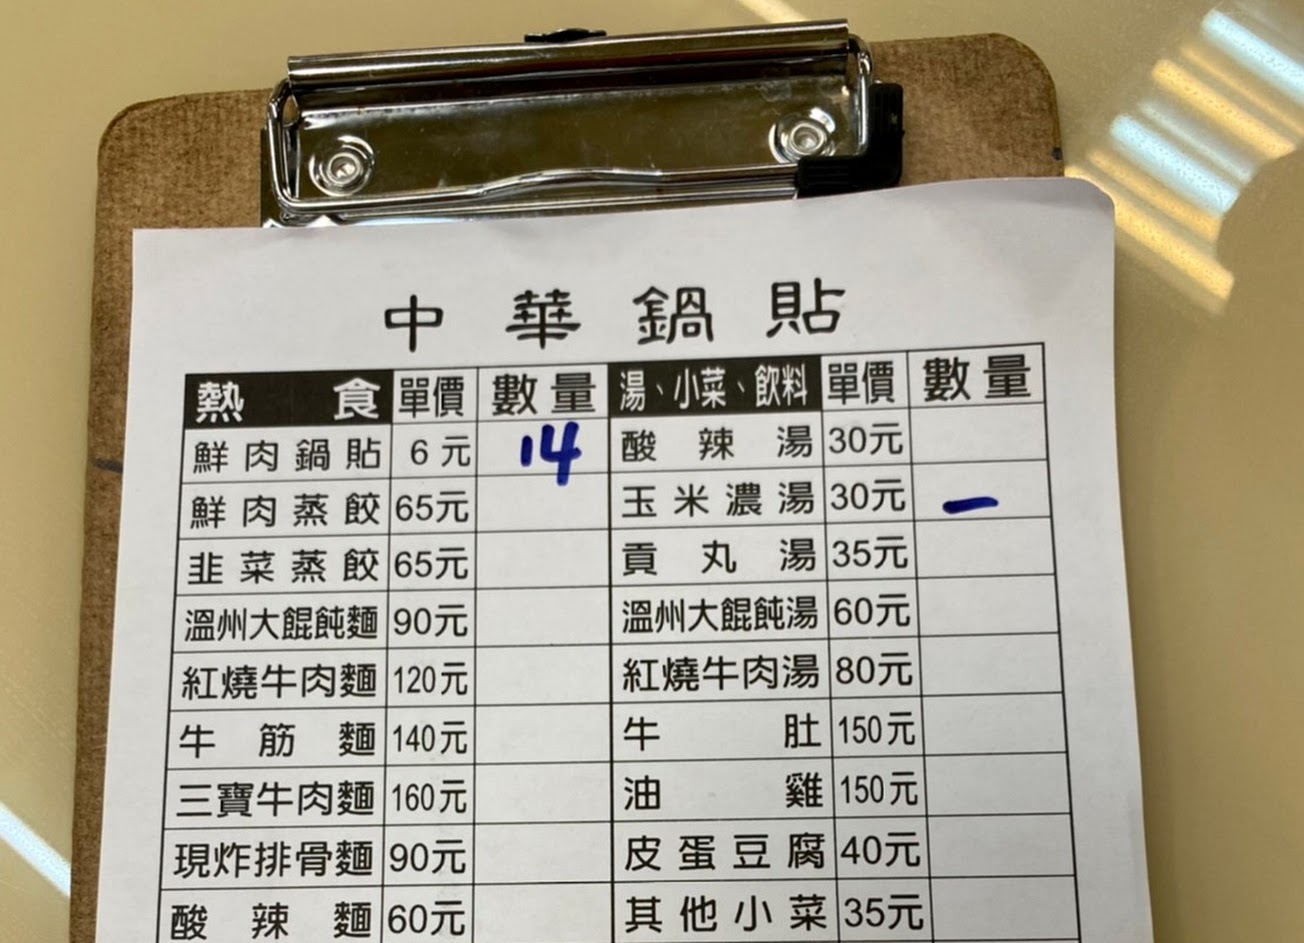 中華鍋貼
熱食 單價 數量 湯、小菜、飲料 單價 數量
鮮肉鍋貼 6元 14 酸辣湯 30元
鮮肉蒸餃 65元 玉米濃湯 30元 一
韭菜蒸餃 65元 貢丸湯 35元
溫州大餛飩麵 90元 溫州大餛飩湯 60元
紅燒牛肉麵 120元 紅燒牛肉湯 80元
牛筋麵 140元 牛肚 150元
三寶牛肉麵 160元 油雞 150元
現炸排骨麵 90元 皮蛋豆腐 40元
酸辣麵 60元 其他小菜 35元